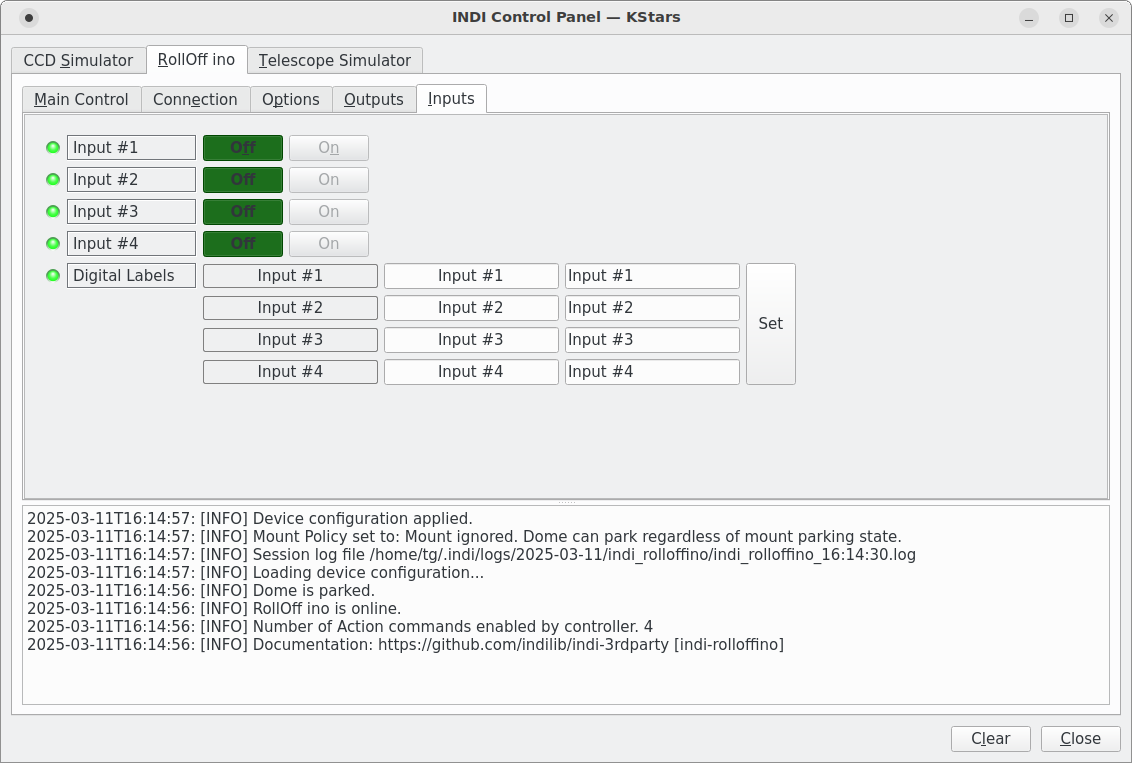 INDI Control Panel — KStars
CCD Simulator RollOff ino Telescope Simulator
Main Control Connection Options Outputs Inputs
Input #1 Off On
Input #2 Off On
Input #3 Off On
Input #4 Off On
Digital Labels Input #1 Input #1 Input #1
Input #2 Input #2 Input #2
Set
Input #3 Input #3 Input #3
Input #4 Input #4 Input #4
2025-03-11T16:14:57: [INFO] Device configuration applied.
2025-03-11T16:14:57: [INFO] Mount Policy set to: Mount ignored. Dome can park regardless of mount parking state.
2025-03-11T16:14:57: [INFO] Session log file /home/tg/.indi/logs/2025-03-11/indi_rolloffino/indi_rolloffino_16:14:30.log
2025-03-11T16:14:57: [INFO] Loading device configuration...
2025-03-11T16:14:56: [INFO] Dome is parked.
2025-03-11T16:14:56: [INFO] RollOff ino is online.
2025-03-11T16:14:56: [INFO] Number of Action commands enabled by controller. 4
2025-03-11T16:14:56: [INFO] Documentation: https://github.com/indilib/indi-3rdparty [indi-rolloffino]
Clear Close